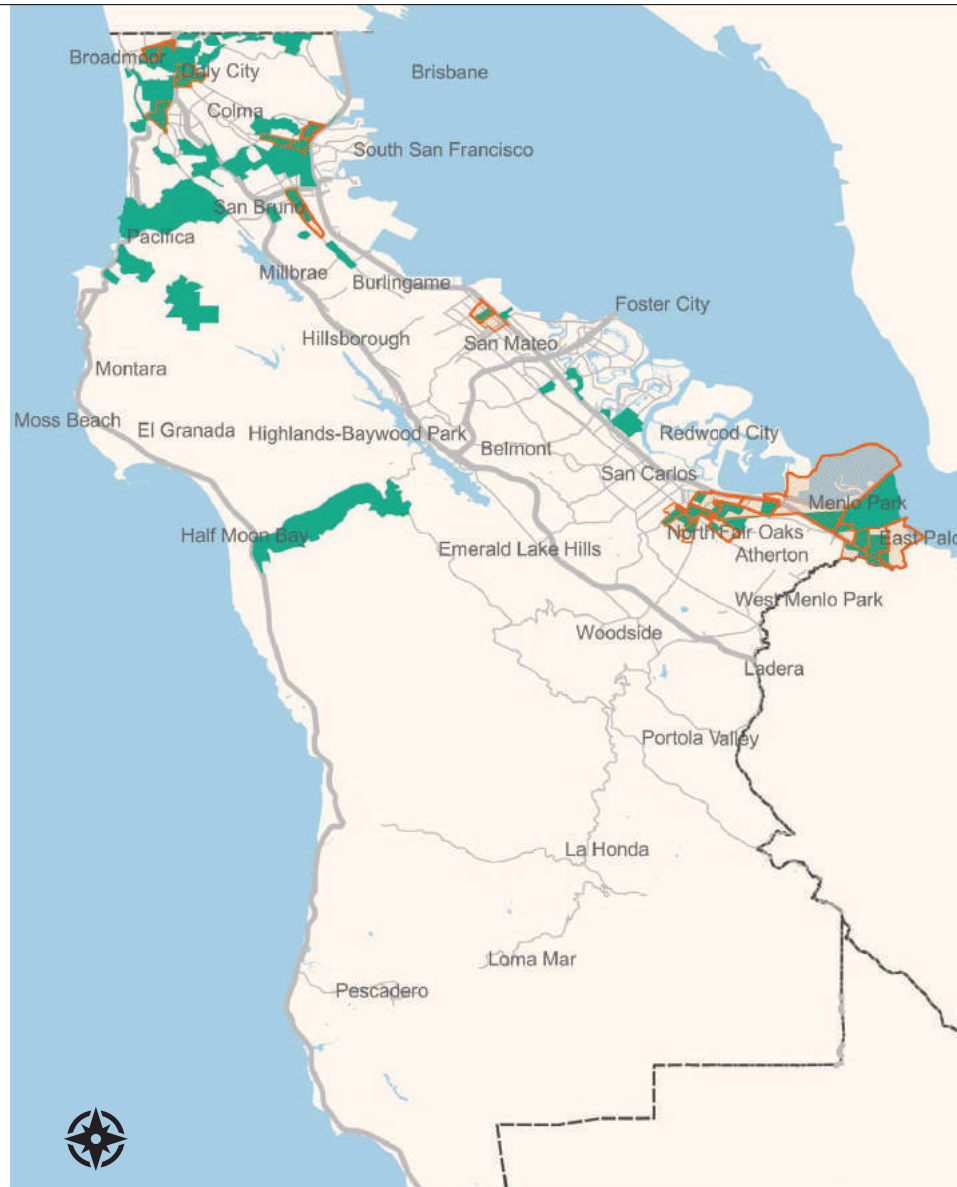 Broadmoor
Brisbane
Daly City
Colma
South San Francisco
San Bruno
Pacifica
Millbrae
Burlingame
Foster City
Hillsborough
San Mateo
Montara
Moss Beach
El Granada
Highlands-Baywood Park
Redwood City
Belmont
San Carlos
Menlo Park
Half Moon Bay
North Fair Oaks
East Palo
Emerald Lake Hills
Atherton
West Menlo Park
Woodside
Ladera
Portola Valley
La Honda
Loma Mar
Pescadero